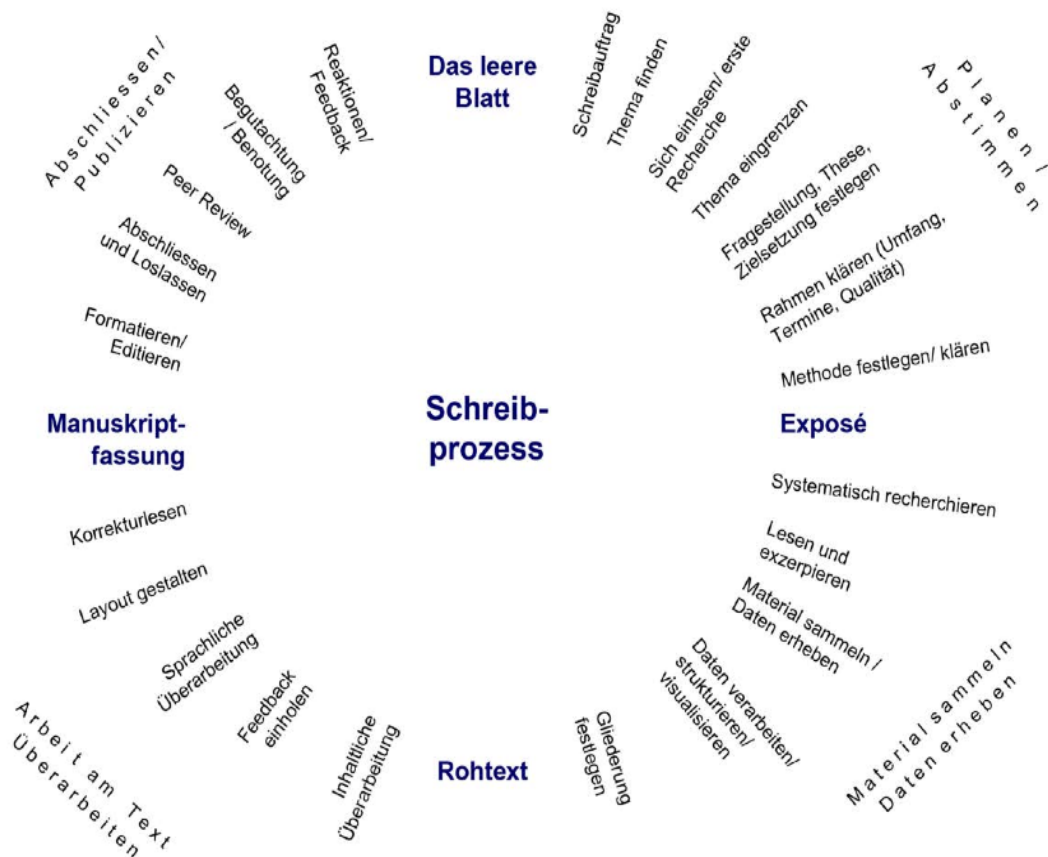 Das leere
Blatt
Schreibauftrag
Thema finden
Sich einlesen/ erste
Recherche
Thema eingrenzen
Fragestellung, These,
Zielsetzung festlegen
Rahmen klären (Umfang,
Termine, Qualität)
Methode festlegen/ klären
Planen /
Abstimmen
Exposé
Systematisch recherchieren
Lesen und
exzerpieren
Material sammeln /
Daten erheben
Daten verarbeiten/
strukturieren/
visualisieren
Gliederung
festlegen
Material sammeln
Daten erheben
Rohtext
Inhaltliche
Überarbeitung
Feedback
einholen
Sprachliche
Überarbeitung
Layout gestalten
Korrekturlesen
Arbeit am Text
Überarbeiten
Manuskript-
fassung
Formatieren/
Editieren
Abschliessen
und Loslassen
Peer Review
Begutachtung
/ Benotung
Reaktionen/
Feedback
Abschliessen/
Publizieren
Schreib-
prozess